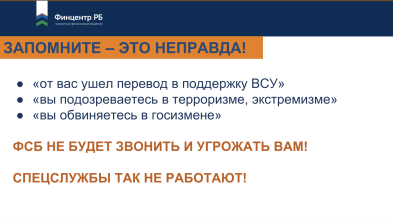 Финцентр РБ
ЗАПОМНИТЕ – ЭТО НЕПРАВДА!
● «от вас ушел перевод в поддержку ВСУ»
● «вы подозреваетесь в терроризме, экстремизме»
● «вы обвиняетесь в госизмене»
ФСБ НЕ БУДЕТ ЗВОНИТЬ И УГРОЖАТЬ ВАМ!
СПЕЦСЛУЖБЫ ТАК НЕ РАБОТАЮТ!